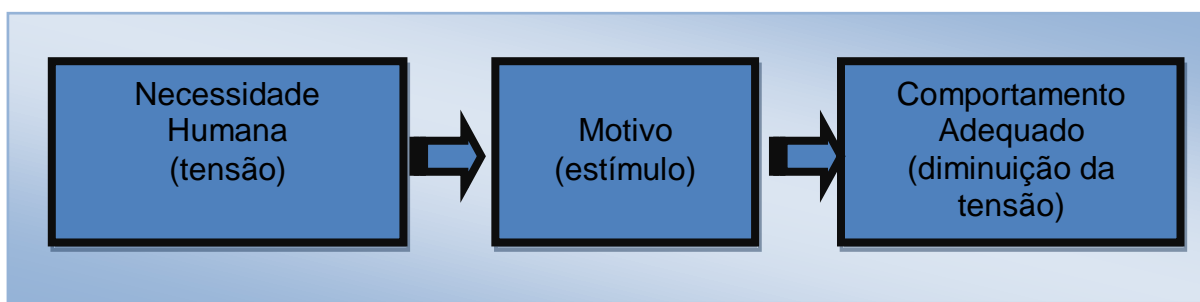 Necessidade
Humana
(tensão)
Motivo
(estímulo)
Comportamento
Adequado
(diminuição da
tensão)